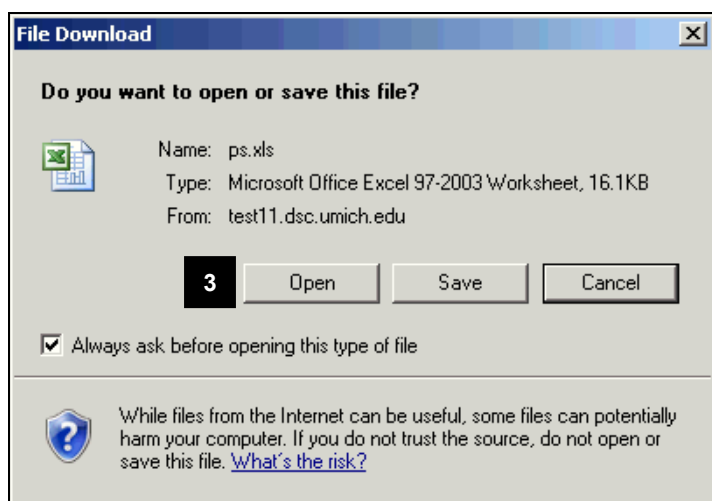 File Download
Do you want to open or save this file?
Name: ps.xls
Type: Microsoft Office Excel 97-2003 Worksheet, 16.1KB
From: test11.dsc.umich.edu
3 Open Save Cancel
Always ask before opening this type of file
While files from the Internet can be useful, some files can potentially
harm your computer. If you do not trust the source, do not open or
save this file. What's the risk?